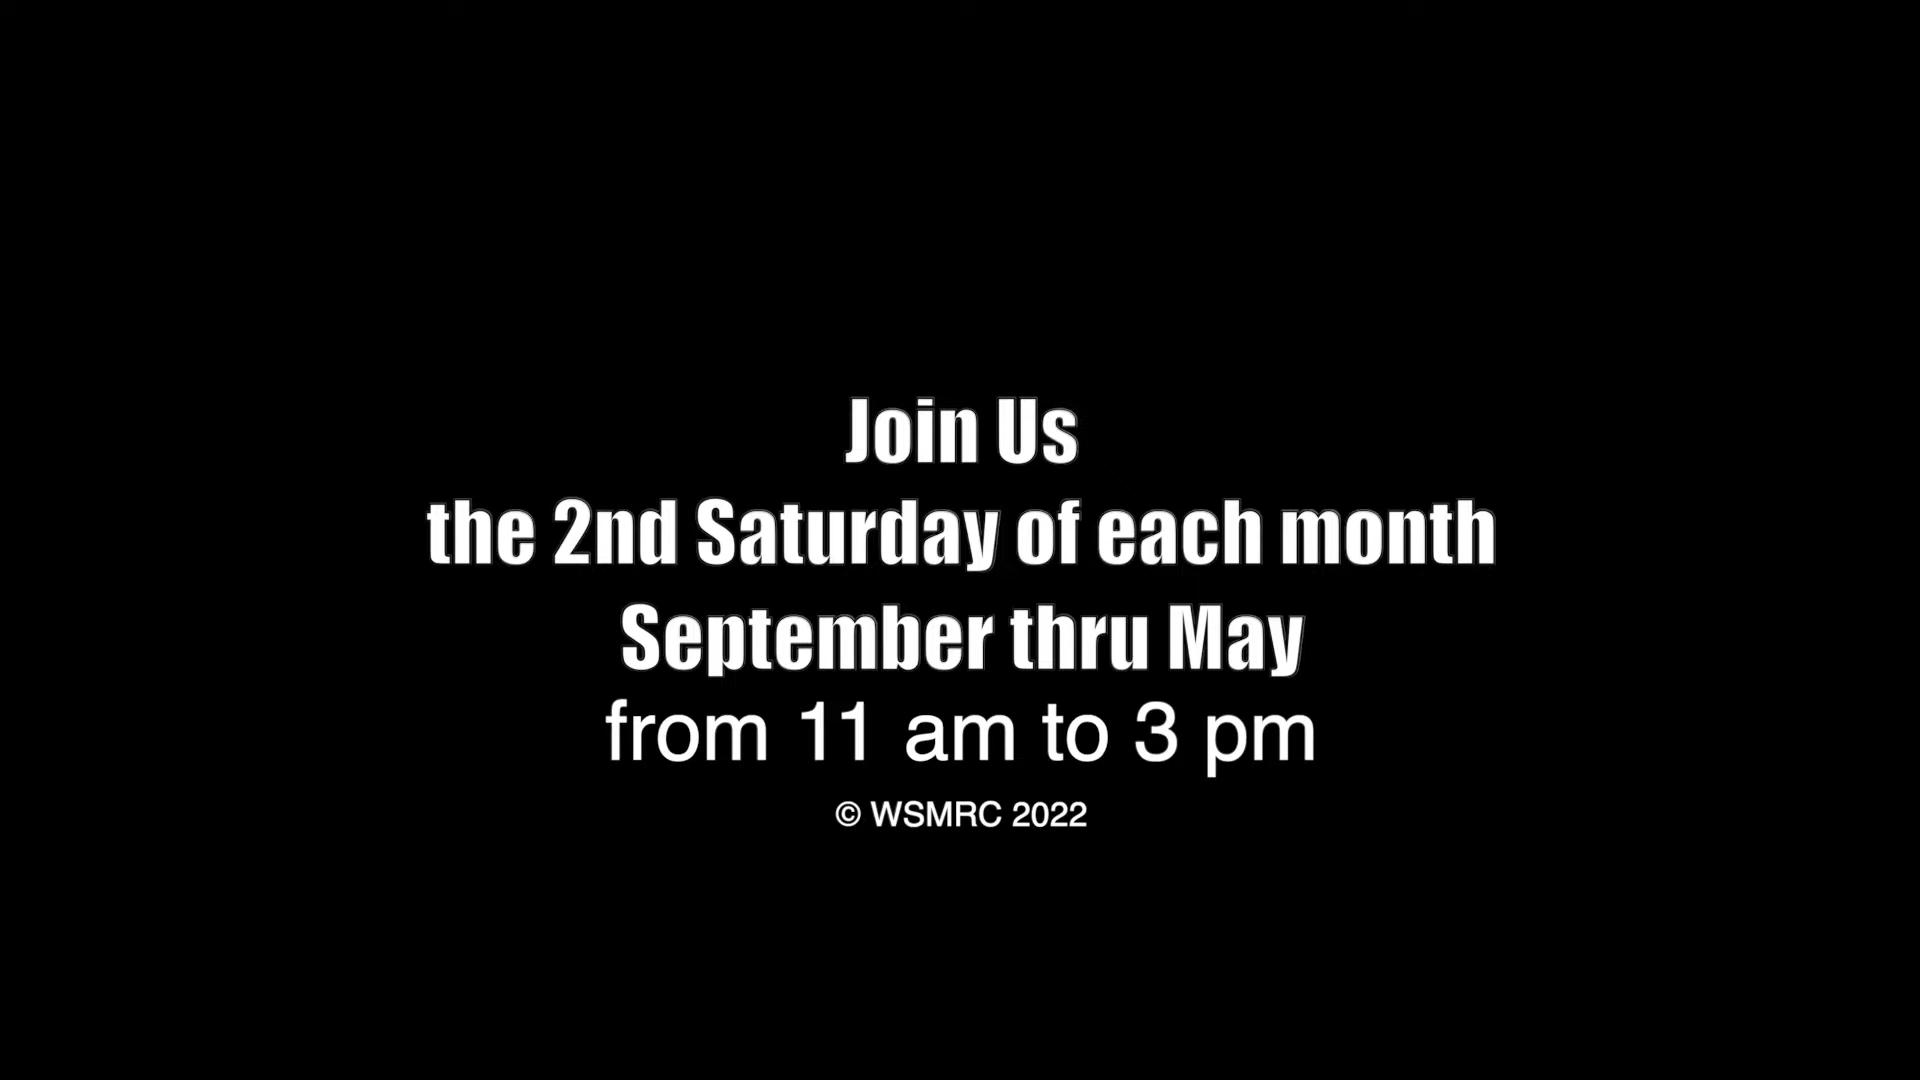 Join Us
the 2nd Saturday of each month
September thru May
from 11 am to 3 pm
© WSMRC 2022